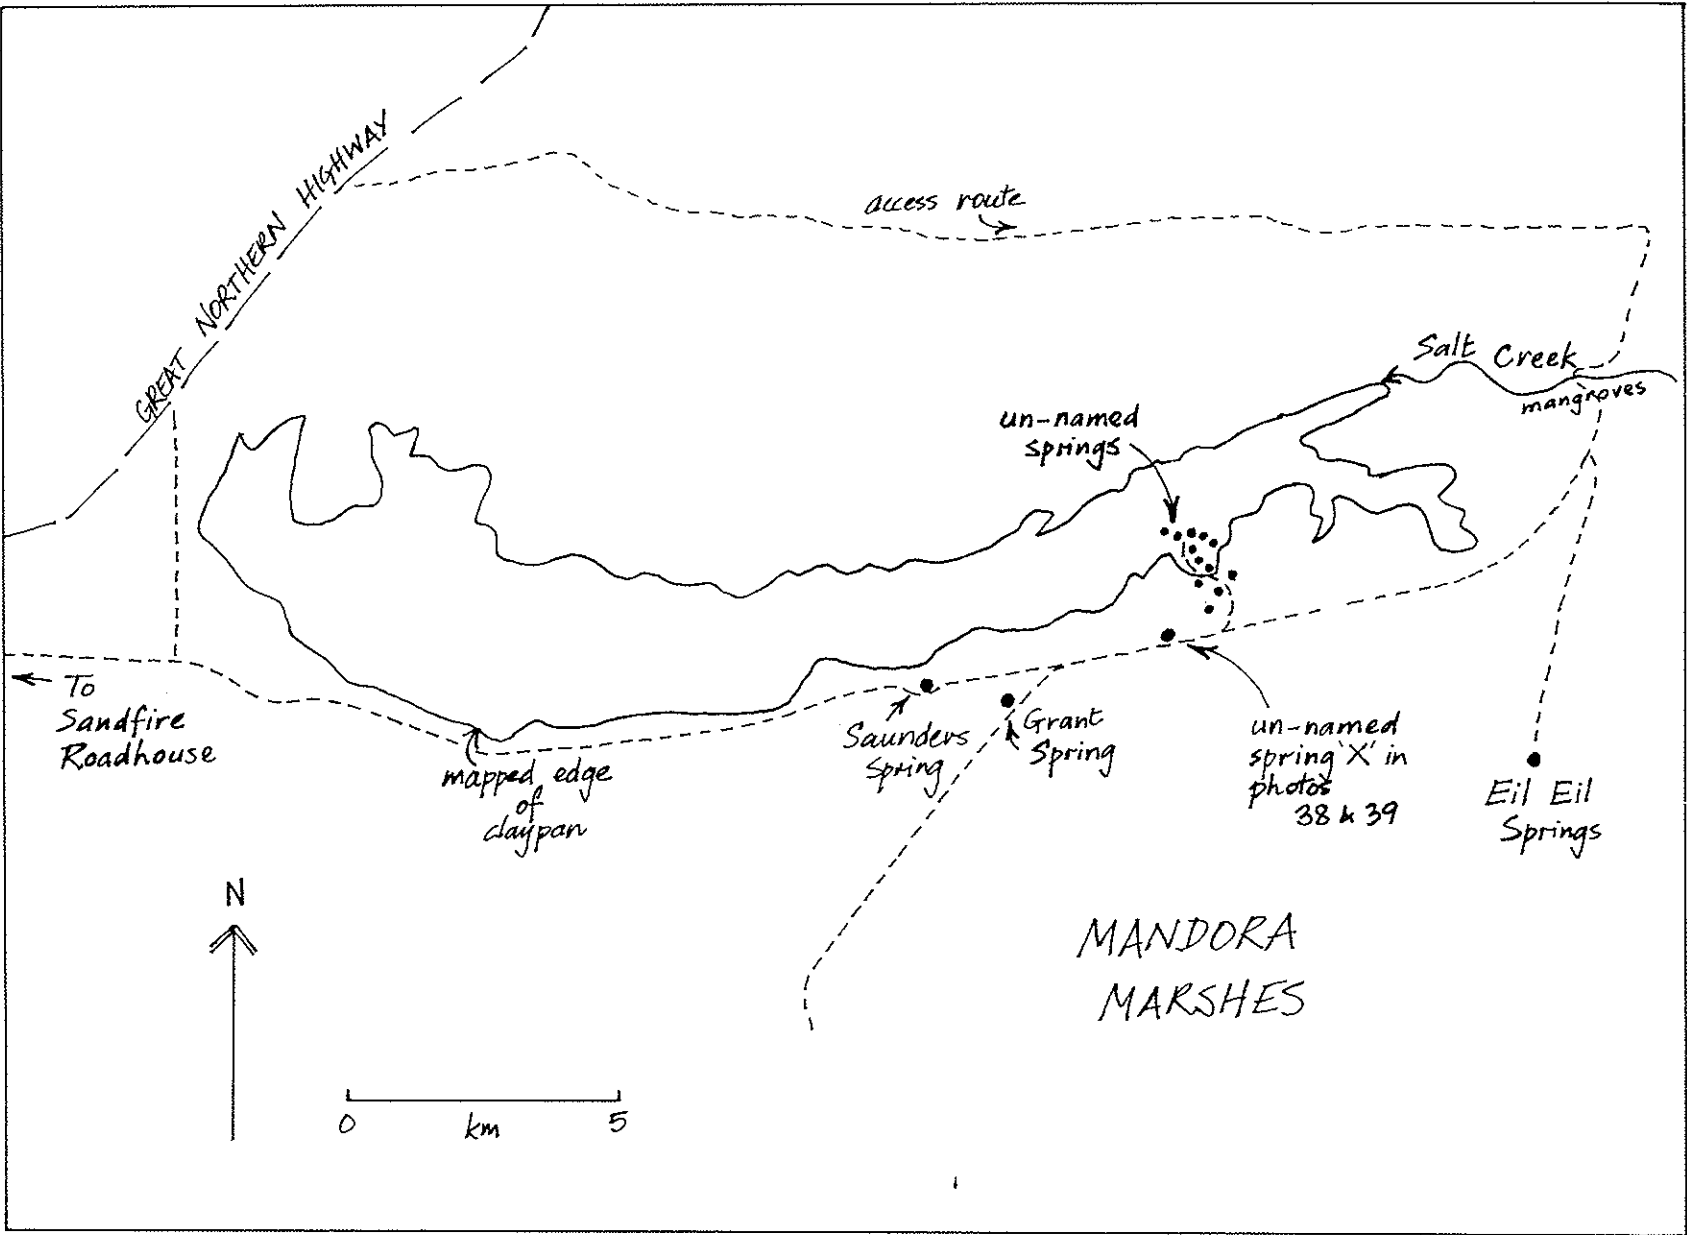 GREAT NORTHERN HIGHWAY
access route
Salt Creek
mangroves
un-named
springs
To
Sandfire
Roadhouse
mapped edge
of
claypan
Saunders
Spring
Grant
Spring
un-named
spring 'X' in
photos
38 & 39
Eil Eil
Springs
N
MANDORA
MARSHES
0 km 5